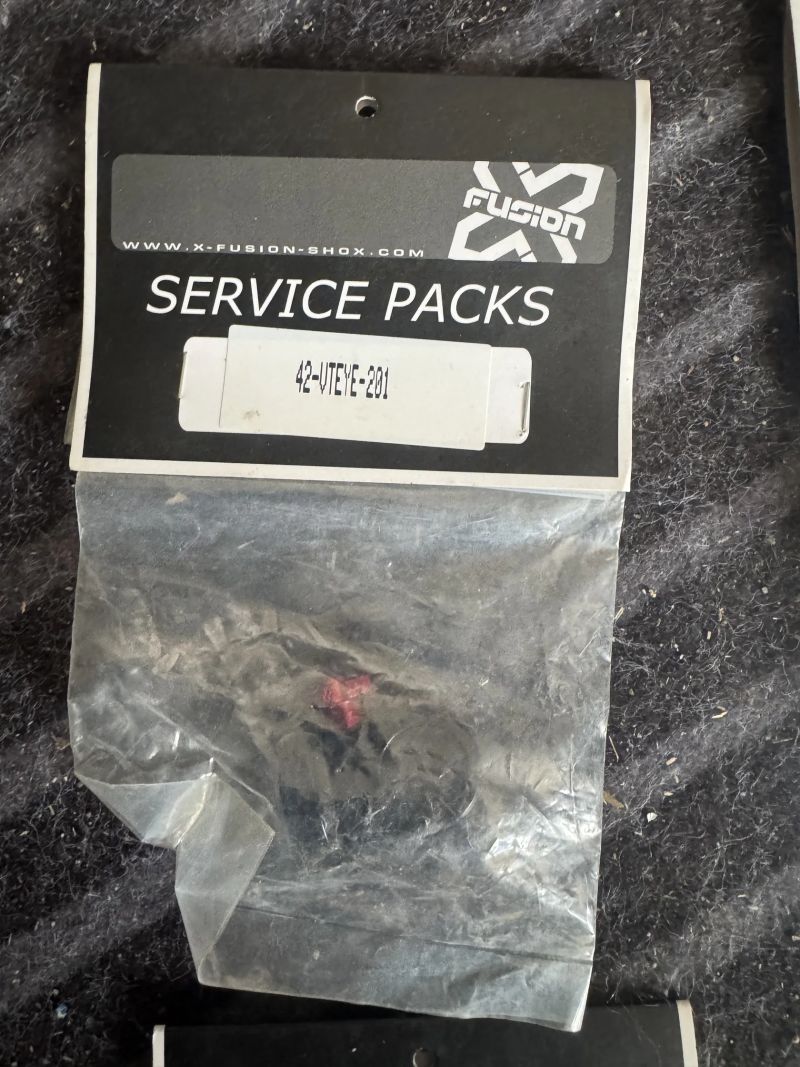 FUSION
WWW.X-FUSION-SHOX.COM
SERVICE PACKS
42-VTEYE-201